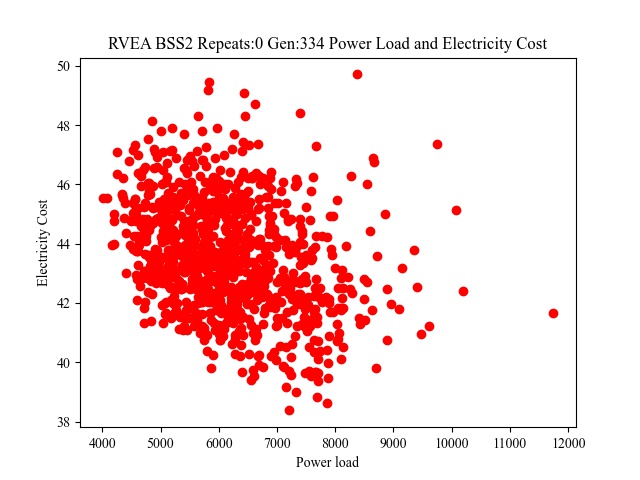 RVEA BSS2 Repeats:0 Gen:334 Power Load and Electricity Cost
50
48
46
44
42
40
38
Electricity Cost
4000 5000 6000 7000 8000 9000 10000 11000 12000
Power load